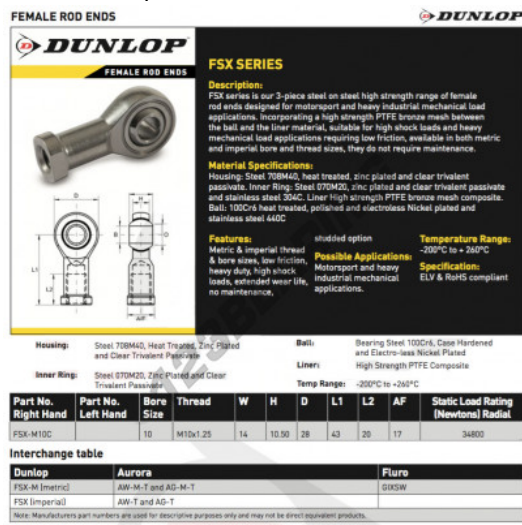 FEMALE ROD ENDS
DUNLOP
DUNLOP
FEMALE ROD ENDS
FSX SERIES
Description:
FSX series is our 3-piece steel on steel high strength range of female
rod ends designed for motorsport and heavy industrial mechanical load
applications. Incorporating a high strength PTFE bronze mesh between
the ball and the liner material, suitable for high shock loads and heavy
mechanical load applications requiring low friction, available in both metric
and imperial bore and thread sizes, they do not require maintenance.
Material Specifications:
Housing: Steel 708M40, heat treated, zinc plated and clear trivalent
passivate. Inner Ring: Steel 070M20, zinc plated and clear trivalent passivate
and stainless steel 304C. Liner High strength PTFE bronze mesh composite.
Ball: 100Cr6 heat treated, polished and electroless Nickel plated and
stainless steel 440C
Features:
Metric & imperial thread
& bore sizes, low friction,
heavy duty, high shock
loads, extended wear life,
no maintenance,
studded option
Possible Applications:
Motorsport and heavy
industrial mechanical
applications.
Temperature Range:
-200°C to + 260°C
Specification:
ELV & RoHS compliant
L1
L2
AF
Housing: Steel 708M40, Heat Treated, Zinc Plated
and Clear Trivalent Passivate
Inner Ring: Steel 070M20, Zinc Plated and Clear
Trivalent Passivate
Ball: Bearing Steel 100Cr6, Case Hardened
and Electro-less Nickel Plated
Liner: High Strength PTFE Composite
Temp Range: -200°C to +260°C
Part No. Right Hand Part No. Left Hand Bore Size Thread W H D L1 L2 AF Static Load Rating (Newtons) Radial
FSX-M10C 10 M10x1.25 14 10.50 28 43 20 17 34800
Interchange table
Dunlop Aurora Fluro
FSX-M (metric) AW-M-T and AG-M-T GIXSW
FSX (imperial) AW-T and AG-T
Note: Manufacturers part numbers are used for descriptive purposes only and may not be direct equivalent products.